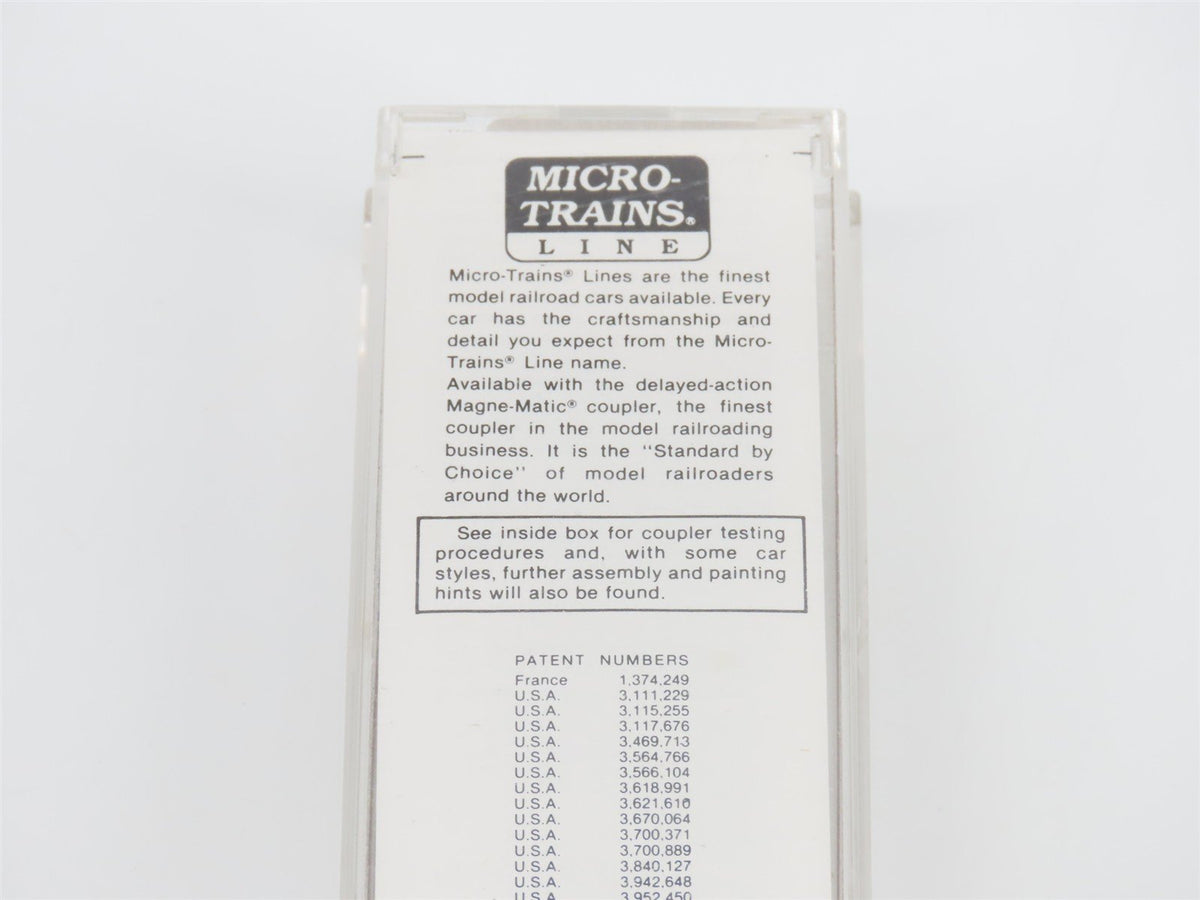 MICRO-
TRAINS®
LINE
Micro-Trains® Lines are the finest
model railroad cars available. Every
car has the craftsmanship and
detail you expect from the Micro-
Trains® Line name.
Available with the delayed-action
Magne-Matic® coupler, the finest
coupler in the model railroading
business. It is the "Standard by
Choice" of model railroaders
around the world.
See inside box for coupler testing
procedures and, with some car
styles, further assembly and painting
hints will also be found.
PATENT NUMBERS
France 1,374,249
U.S.A. 3,111,229
U.S.A. 3,115,255
U.S.A. 3,117,676
U.S.A. 3,469,713
U.S.A. 3,564,766
U.S.A. 3,566,104
U.S.A. 3,618,991
U.S.A. 3,621,610
U.S.A. 3,670,064
U.S.A. 3,700,371
U.S.A. 3,700,889
U.S.A. 3,840,127
U.S.A. 3,942,648
U.S.A. 3,952,450